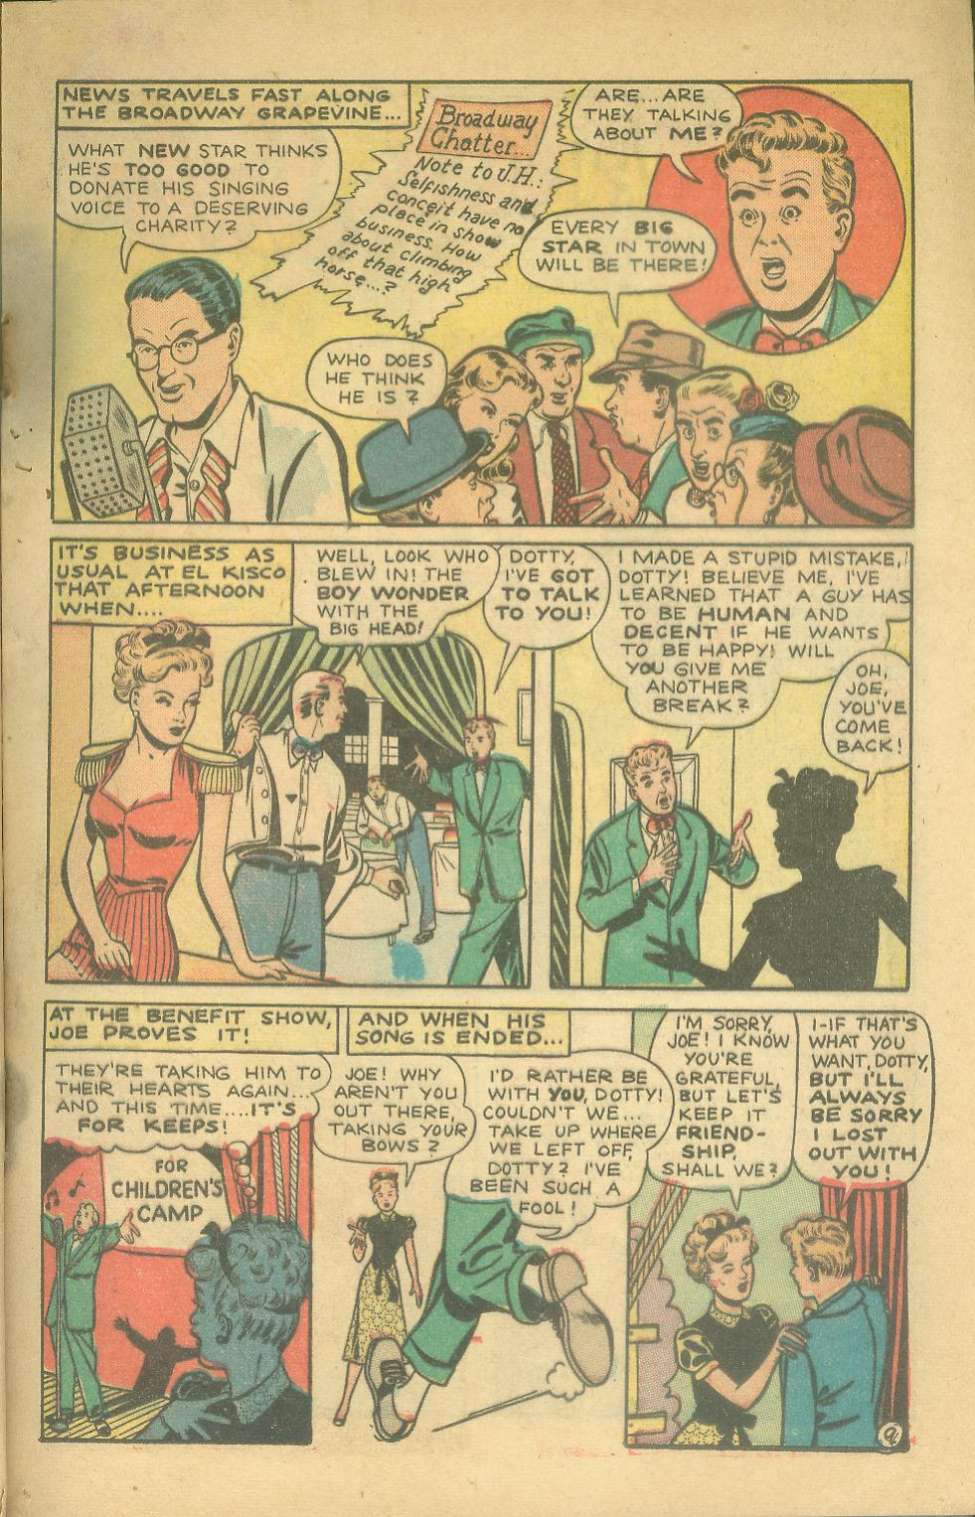 NEWS TRAVELS FAST ALONG
THE BROADWAY GRAPEVINE...
WHAT NEW STAR THINKS
HE'S TOO GOOD TO
DONATE HIS SINGING
VOICE TO A DESERVING
CHARITY?
Broadway
Chatter...
Note to J.H.:
Selfishness and
conceit have no
place in show
business. How
about climbing
off that high
horse...?
ARE...ARE
THEY TALKING
ABOUT ME?
EVERY BIG
STAR IN TOWN
WILL BE THERE!
WHO DOES
HE THINK
HE IS?
IT'S BUSINESS AS
USUAL AT EL KISCO
THAT AFTERNOON
WHEN....
WELL, LOOK WHO
BLEW IN! THE
BOY WONDER
WITH THE
BIG HEAD!
DOTTY,
I'VE GOT
TO TALK
TO YOU!
I MADE A STUPID MISTAKE,
DOTTY! BELIEVE ME, I'VE
LEARNED THAT A GUY HAS
TO BE HUMAN AND
DECENT IF HE WANTS
TO BE HAPPY! WILL
YOU GIVE ME
ANOTHER
BREAK?
OH,
JOE,
YOU'VE
COME
BACK!
AT THE BENEFIT SHOW,
JOE PROVES IT!
THEY'RE TAKING HIM TO
THEIR HEARTS AGAIN...
AND THIS TIME....IT'S
FOR KEEPS!
FOR
CHILDREN'S
CAMP
AND WHEN HIS
SONG IS ENDED...
JOE! WHY
AREN'T YOU
OUT THERE,
TAKING YOUR
BOWS?
I'D RATHER BE
WITH YOU, DOTTY!
COULDN'T WE...
TAKE UP WHERE
WE LEFT OFF,
DOTTY? I'VE
BEEN SUCH A
FOOL!
I'M SORRY,
JOE! I KNOW
YOU'RE
GRATEFUL,
BUT LET'S
KEEP IT
FRIEND-
SHIP,
SHALL WE?
I-IF THAT'S
WHAT YOU
WANT, DOTTY,
BUT I'LL
ALWAYS
BE SORRY
I LOST
OUT WITH
YOU!
9